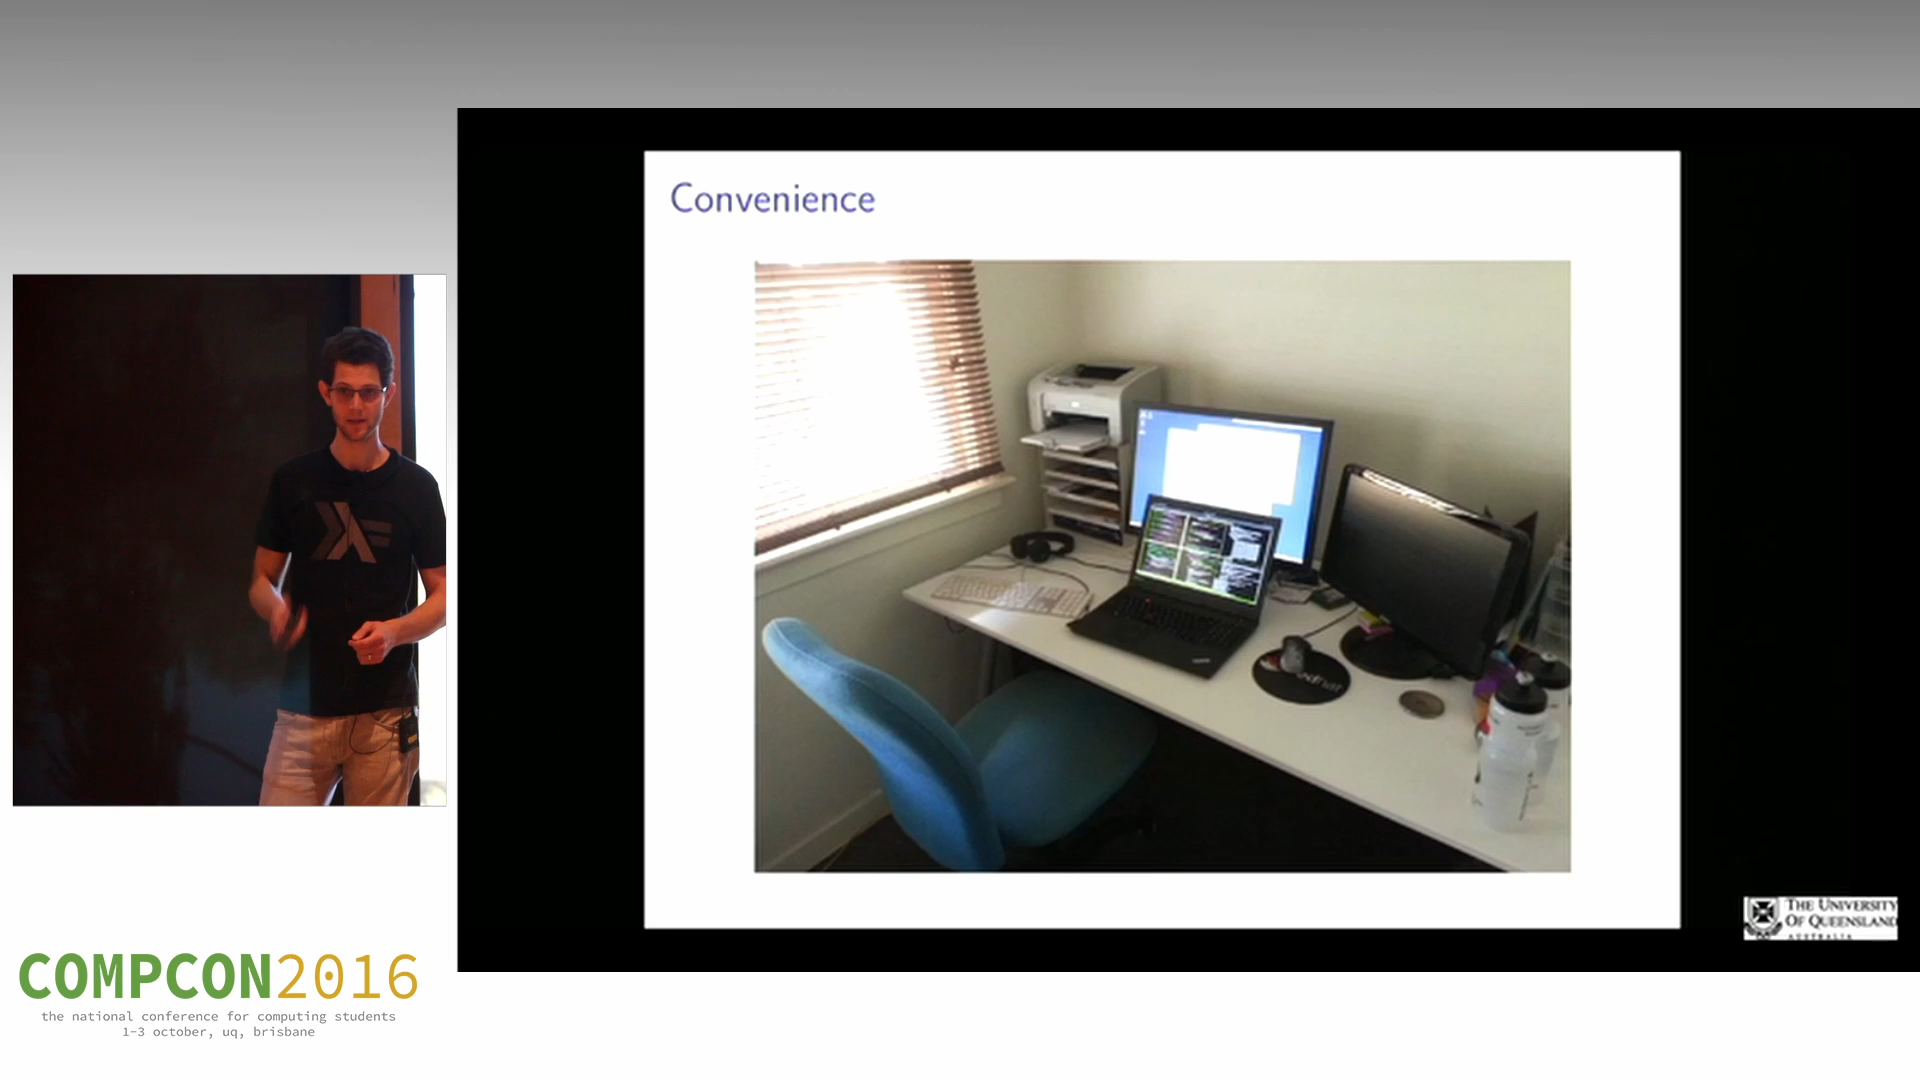 Convenience
THE UNIVERSITY
OF QUEENSLAND
AUSTRALIA
COMPCON2016
the national conference for computing students
1-3 october, uq, brisbane